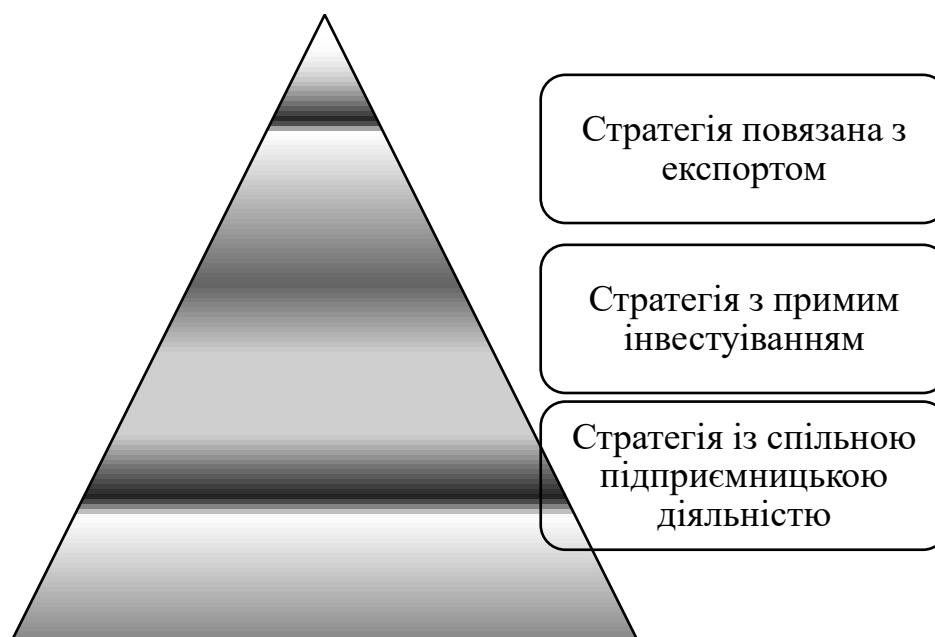 Стратегія повязана з
експортом
Стратегія з примим
інвестуіванням
Стратегія із спільною
підприємницькою
діяльністю